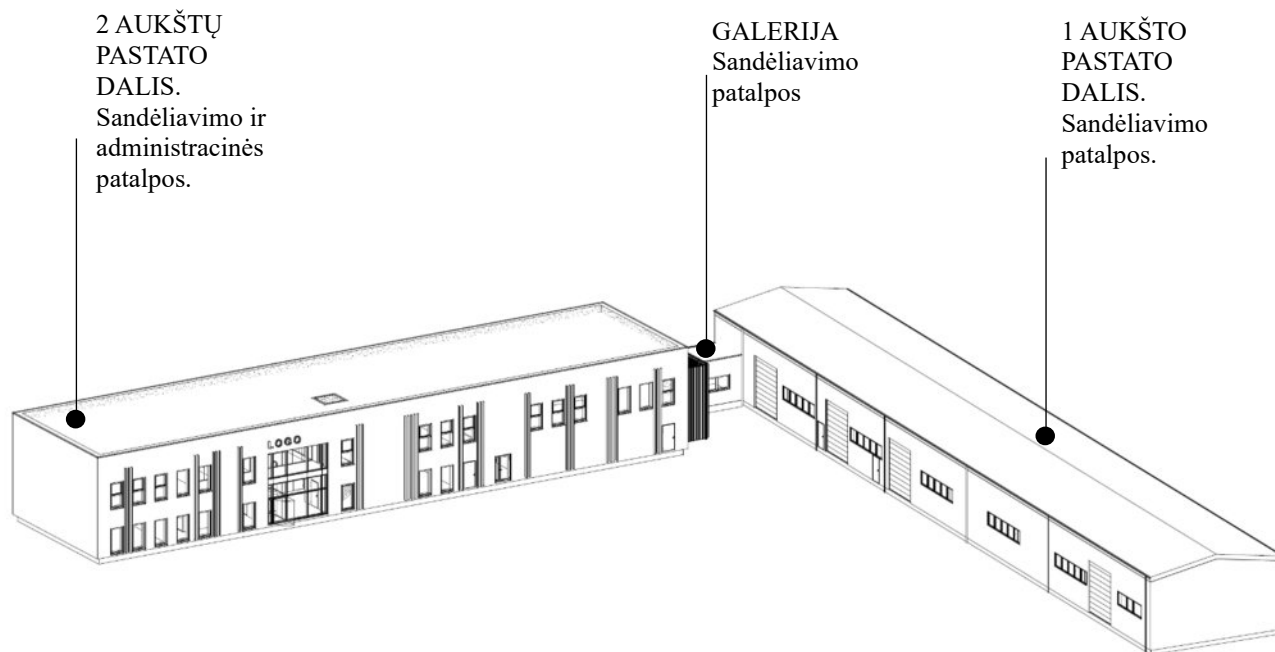 2 AUKŠTŲ
PASTATO
DALIS.
Sandėliavimo ir
administracinės
patalpos.
GALERIJA
Sandėliavimo
patalpos
1 AUKŠTO
PASTATO
DALIS.
Sandėliavimo
patalpos.
LOGO